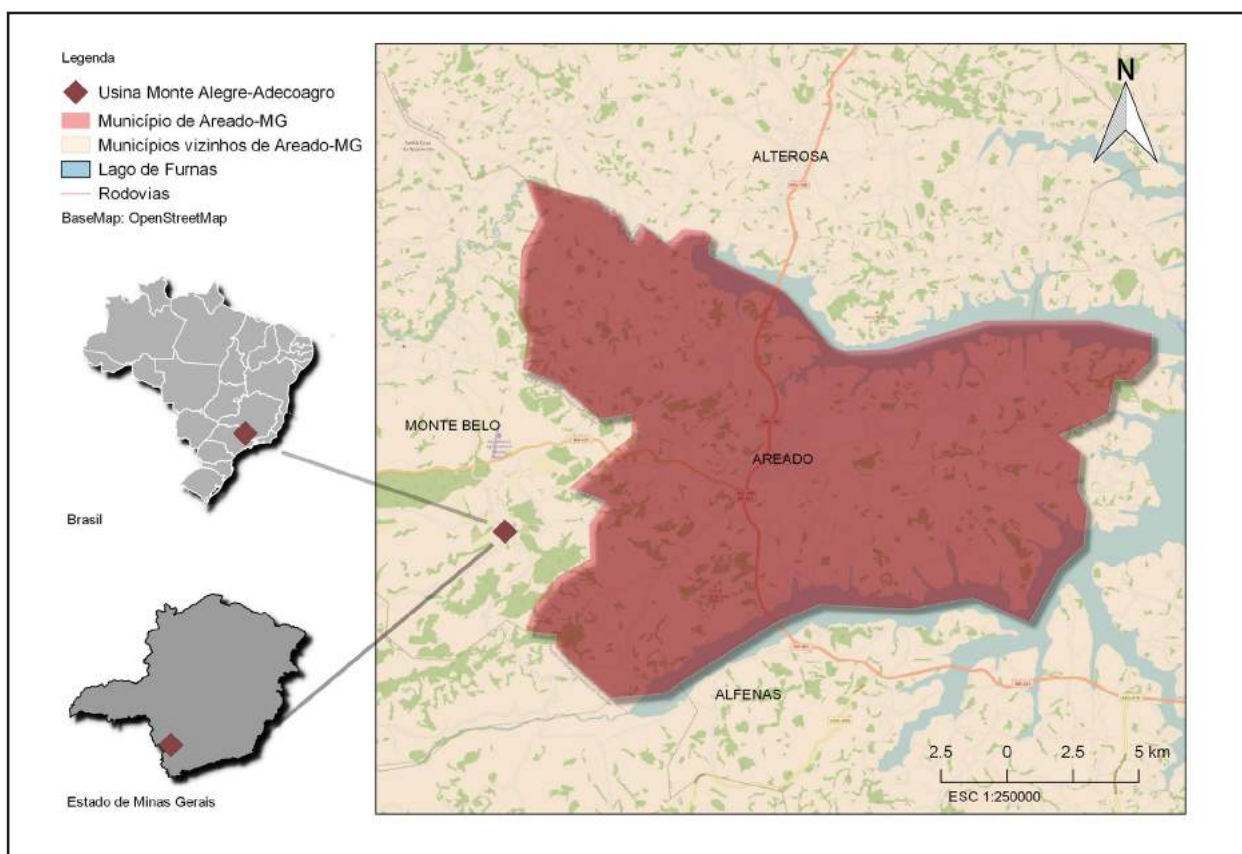 Legenda
Usina Monte Alegre-Adecoagro
Município de Areado-MG
Municípios vizinhos de Areado-MG
Lago de Furnas
Rodovias
BaseMap: OpenStreetMap
Brasil
Estado de Minas Gerais
N
ALTEROSA
MONTE BELO
AREADO
ALFENAS
2.5 0 2.5 5 km
ESC 1:250000